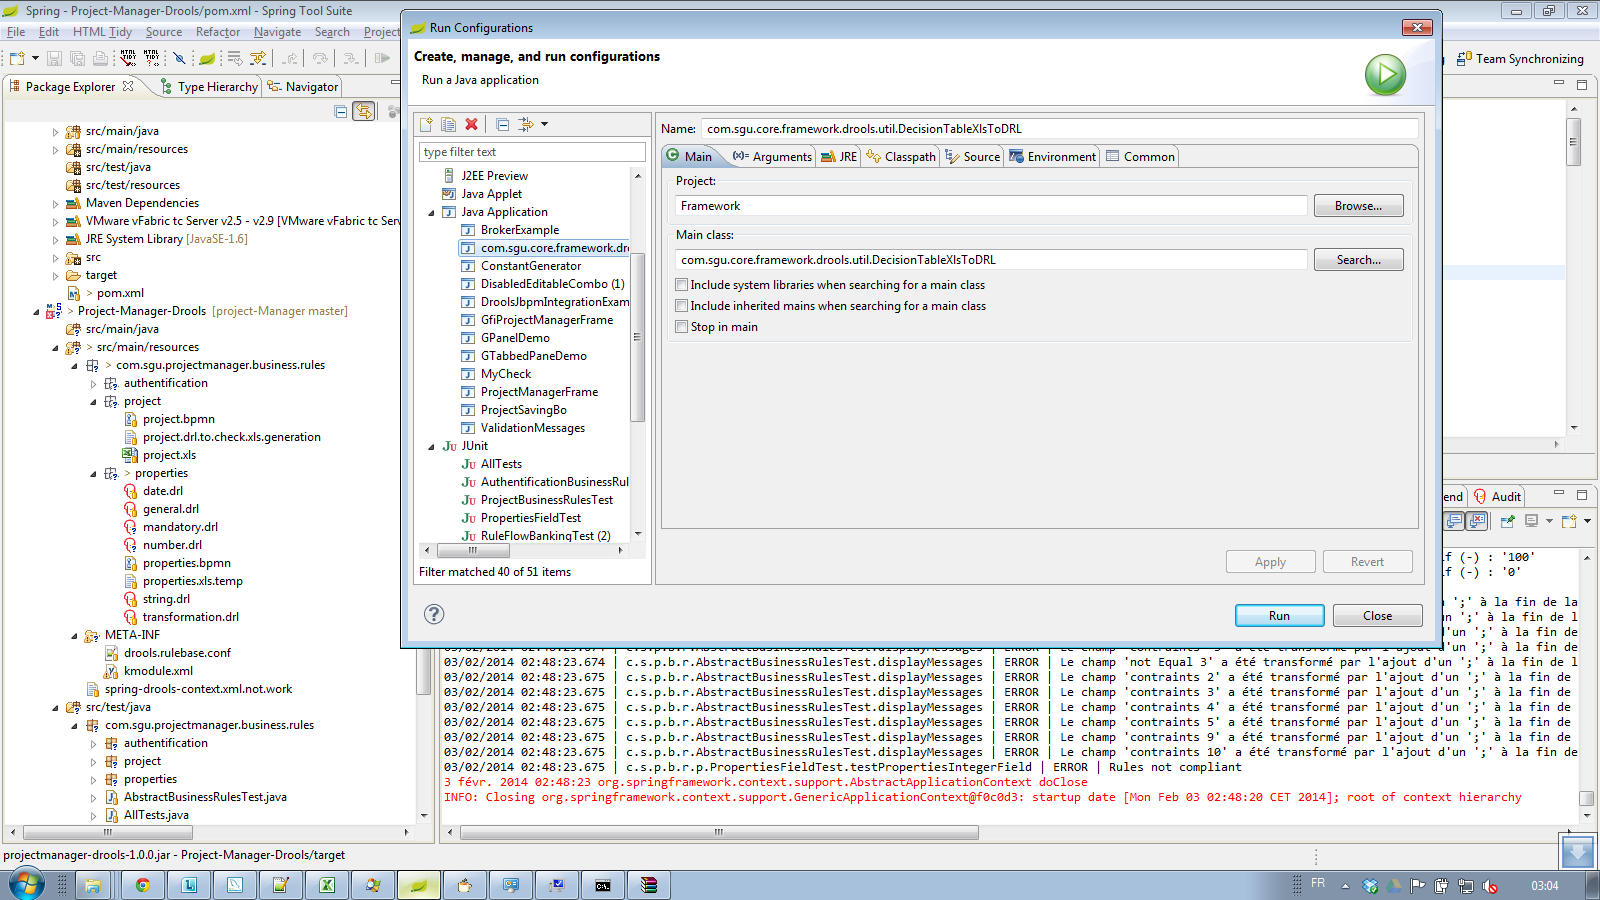 Spring - Project-Manager-Drools/pom.xml - Spring Tool Suite
File Edit HTML Tidy Source Refactor Navigate Search Project
Team Synchronizing
Package Explorer
Type Hierarchy
Navigator
src/main/java
src/main/resources
src/test/java
src/test/resources
Maven Dependencies
VMware vFabric tc Server v2.5 - v2.9 [VMware vFabric tc Serv
JRE System Library [JavaSE-1.6]
src
target
> pom.xml
> Project-Manager-Drools [project-Manager master]
src/main/java
> src/main/resources
> com.sgu.projectmanager.business.rules
authentification
project
project.bpmn
project.drl.to.check.xls.generation
project.xls
> properties
date.drl
general.drl
mandatory.drl
number.drl
properties.bpmn
properties.xls.temp
string.drl
transformation.drl
META-INF
drools.rulebase.conf
kmodule.xml
spring-drools-context.xml.not.work
src/test/java
com.sgu.projectmanager.business.rules
authentification
project
properties
AbstractBusinessRulesTest.java
AllTests.java
Run Configurations
Create, manage, and run configurations
Run a Java application
type filter text
J2EE Preview
Java Applet
Java Application
BrokerExample
com.sgu.core.framework.dro
ConstantGenerator
DisabledEditableCombo (1)
DroolsJbpmIntegrationExam
GfiProjectManagerFrame
GPanelDemo
GTabbedPaneDemo
MyCheck
ProjectManagerFrame
ProjectSavingBo
ValidationMessages
JUnit
AllTests
AuthentificationBusinessRul
ProjectBusinessRulesTest
PropertiesFieldTest
RuleFlowBankingTest (2)
Filter matched 40 of 51 items
Name: com.sgu.core.framework.drools.util.DecisionTableXlsToDRL
Main
Arguments
JRE
Classpath
Source
Environment
Common
Project:
Framework
Browse...
Main class:
com.sgu.core.framework.drools.util.DecisionTableXlsToDRL
Search...
Include system libraries when searching for a main class
Include inherited mains when searching for a main class
Stop in main
Apply
Revert
Run
Close
end
Audit
if (-) : '100'
if (-) : '0'
';' à la fin de la
un ';' à la fin de l
d'un ';' à la fin de
03/02/2014 02:48:23.674 | c.s.p.b.r.AbstractBusinessRulesTest.displayMessages | ERROR | Le champ 'not Equal 3' a été transformé par l'ajout d'un ';' à la fin de l
03/02/2014 02:48:23.675 | c.s.p.b.r.AbstractBusinessRulesTest.displayMessages | ERROR | Le champ 'contraints 2' a été transformé par l'ajout d'un ';' à la fin de
03/02/2014 02:48:23.675 | c.s.p.b.r.AbstractBusinessRulesTest.displayMessages | ERROR | Le champ 'contraints 3' a été transformé par l'ajout d'un ';' à la fin de
03/02/2014 02:48:23.675 | c.s.p.b.r.AbstractBusinessRulesTest.displayMessages | ERROR | Le champ 'contraints 4' a été transformé par l'ajout d'un ';' à la fin de
03/02/2014 02:48:23.675 | c.s.p.b.r.AbstractBusinessRulesTest.displayMessages | ERROR | Le champ 'contraints 5' a été transformé par l'ajout d'un ';' à la fin de
03/02/2014 02:48:23.675 | c.s.p.b.r.AbstractBusinessRulesTest.displayMessages | ERROR | Le champ 'contraints 9' a été transformé par l'ajout d'un ';' à la fin de
03/02/2014 02:48:23.675 | c.s.p.b.r.AbstractBusinessRulesTest.displayMessages | ERROR | Le champ 'contraints 10' a été transformé par l'ajout d'un ';' à la fin de
03/02/2014 02:48:23.675 | c.s.p.b.r.p.PropertiesFieldTest.testPropertiesIntegerField | ERROR | Rules not compliant
3 févr. 2014 02:48:23 org.springframework.context.support.AbstractApplicationContext doClose
INFO: Closing org.springframework.context.support.GenericApplicationContext@f0c0d3: startup date [Mon Feb 03 02:48:20 CET 2014]; root of context hierarchy
projectmanager-drools-1.0.0.jar - Project-Manager-Drools/target
FR
03:04